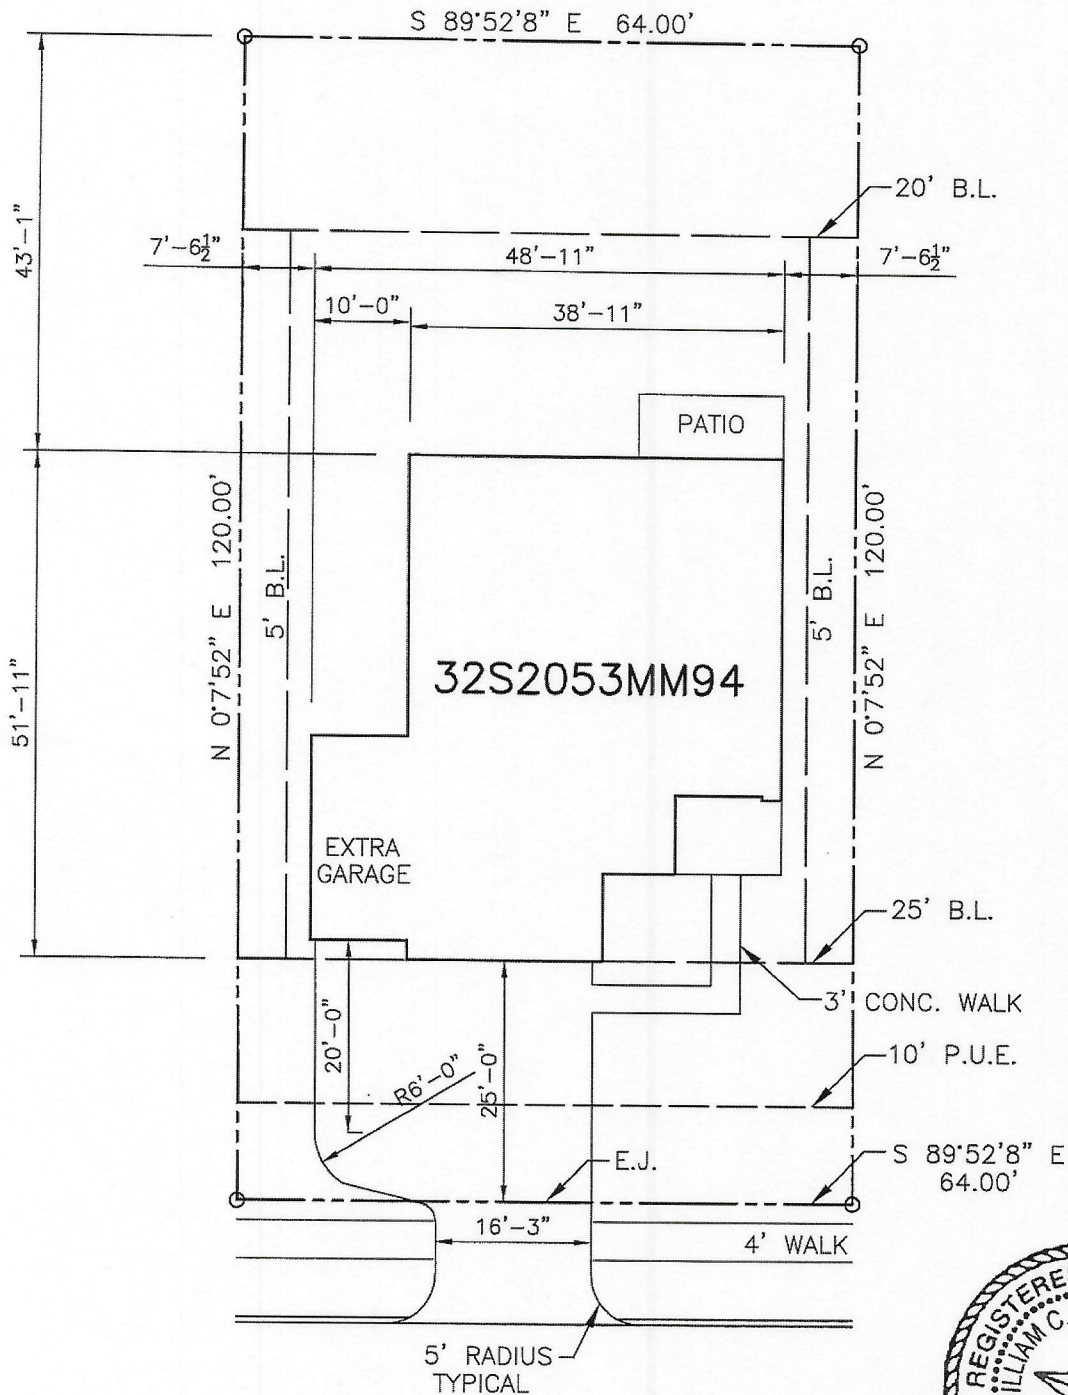 S 89°52'8" E 64.00'
20' B.L.
43'-1"
7'-6½"
48'-11"
7'-6½"
10'-0"
38'-11"
PATIO
N 0°7'52" E 120.00'
5' B.L.
5' B.L.
N 0°7'52" E 120.00'
32S2053MM94
51'-11"
EXTRA
GARAGE
25' B.L.
3' CONC. WALK
20'-0"
R6'-0"
25'-0"
10' P.U.E.
E.J.
S 89°52'8" E
64.00'
16'-3"
4' WALK
5' RADIUS
TYPICAL
REGISTERE
ILLIAM C.